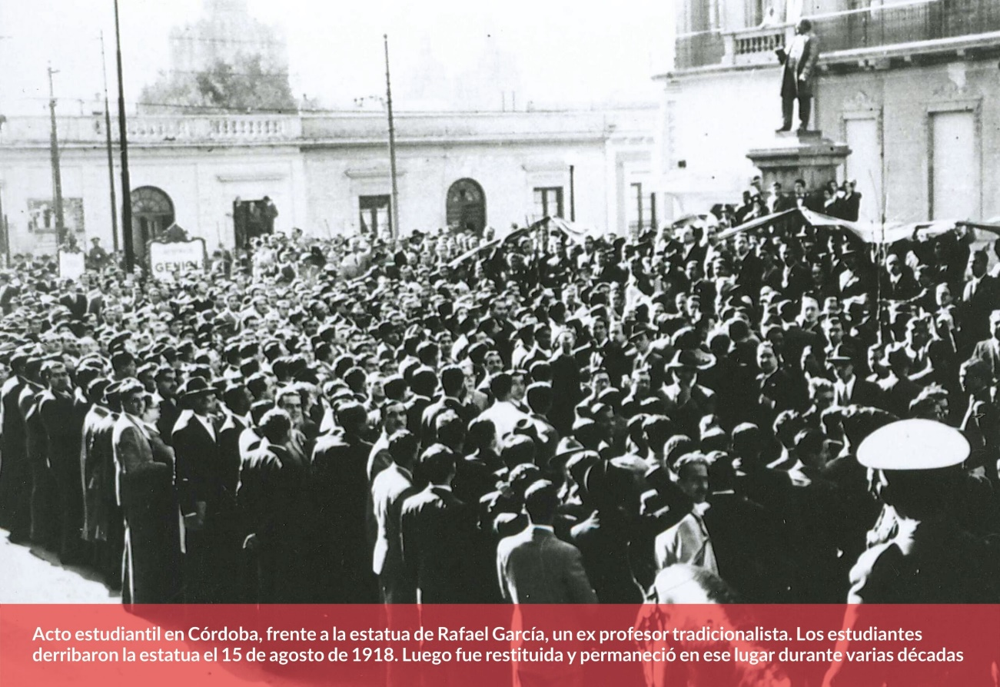 GENIOL
Acto estudiantil en Córdoba, frente a la estatua de Rafael García, un ex profesor tradicionalista. Los estudiantes
derribaron la estatua el 15 de agosto de 1918. Luego fue restituida y permaneció en ese lugar durante varias décadas